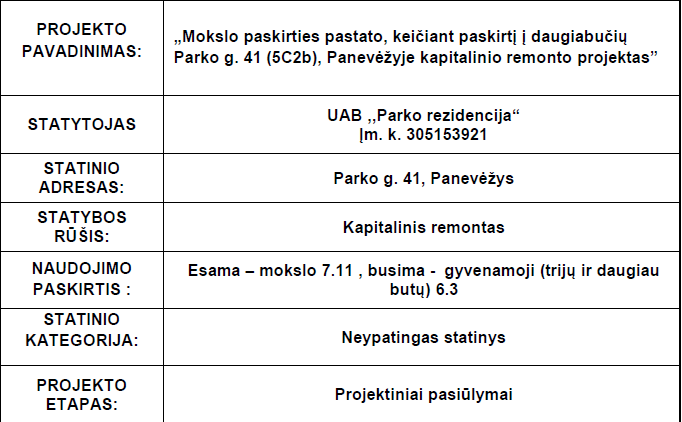 PROJEKTO
PAVADINIMAS:
„Mokslo paskirties pastato, keičiant paskirtį į daugiabučių
Parko g. 41 (5C2b), Panevėžyje kapitalinio remonto projektas”
STATYTOJAS
UAB ,,Parko rezidencija“
Įm. k. 305153921
STATINIO
ADRESAS:
Parko g. 41, Panevėžys
STATYBOS
RŪŠIS:
Kapitalinis remontas
NAUDOJIMO
PASKIRTIS :
Esama – mokslo 7.11 , busima - gyvenamoji (trijų ir daugiau
butų) 6.3
STATINIO
KATEGORIJA:
Neypatingas statinys
PROJEKTO
ETAPAS:
Projektiniai pasiūlymai